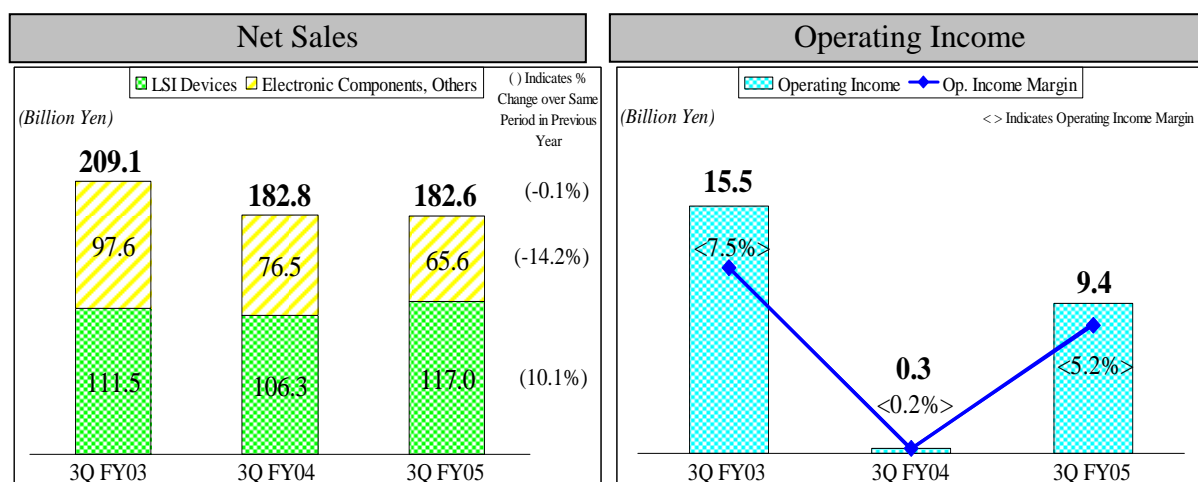 Net Sales
LSI Devices Electronic Components, Others
( ) Indicates %
Change over Same
Period in Previous
Year
(Billion Yen)
209.1
182.8
182.6
(-0.1%)
97.6
76.5
65.6
(-14.2%)
111.5
106.3
117.0
(10.1%)
3Q FY03
3Q FY04
3Q FY05
Operating Income
Operating Income Op. Income Margin
(Billion Yen)
< > Indicates Operating Income Margin
15.5
<7.5%>
0.3
<0.2%>
9.4
<5.2%>
3Q FY03
3Q FY04
3Q FY05